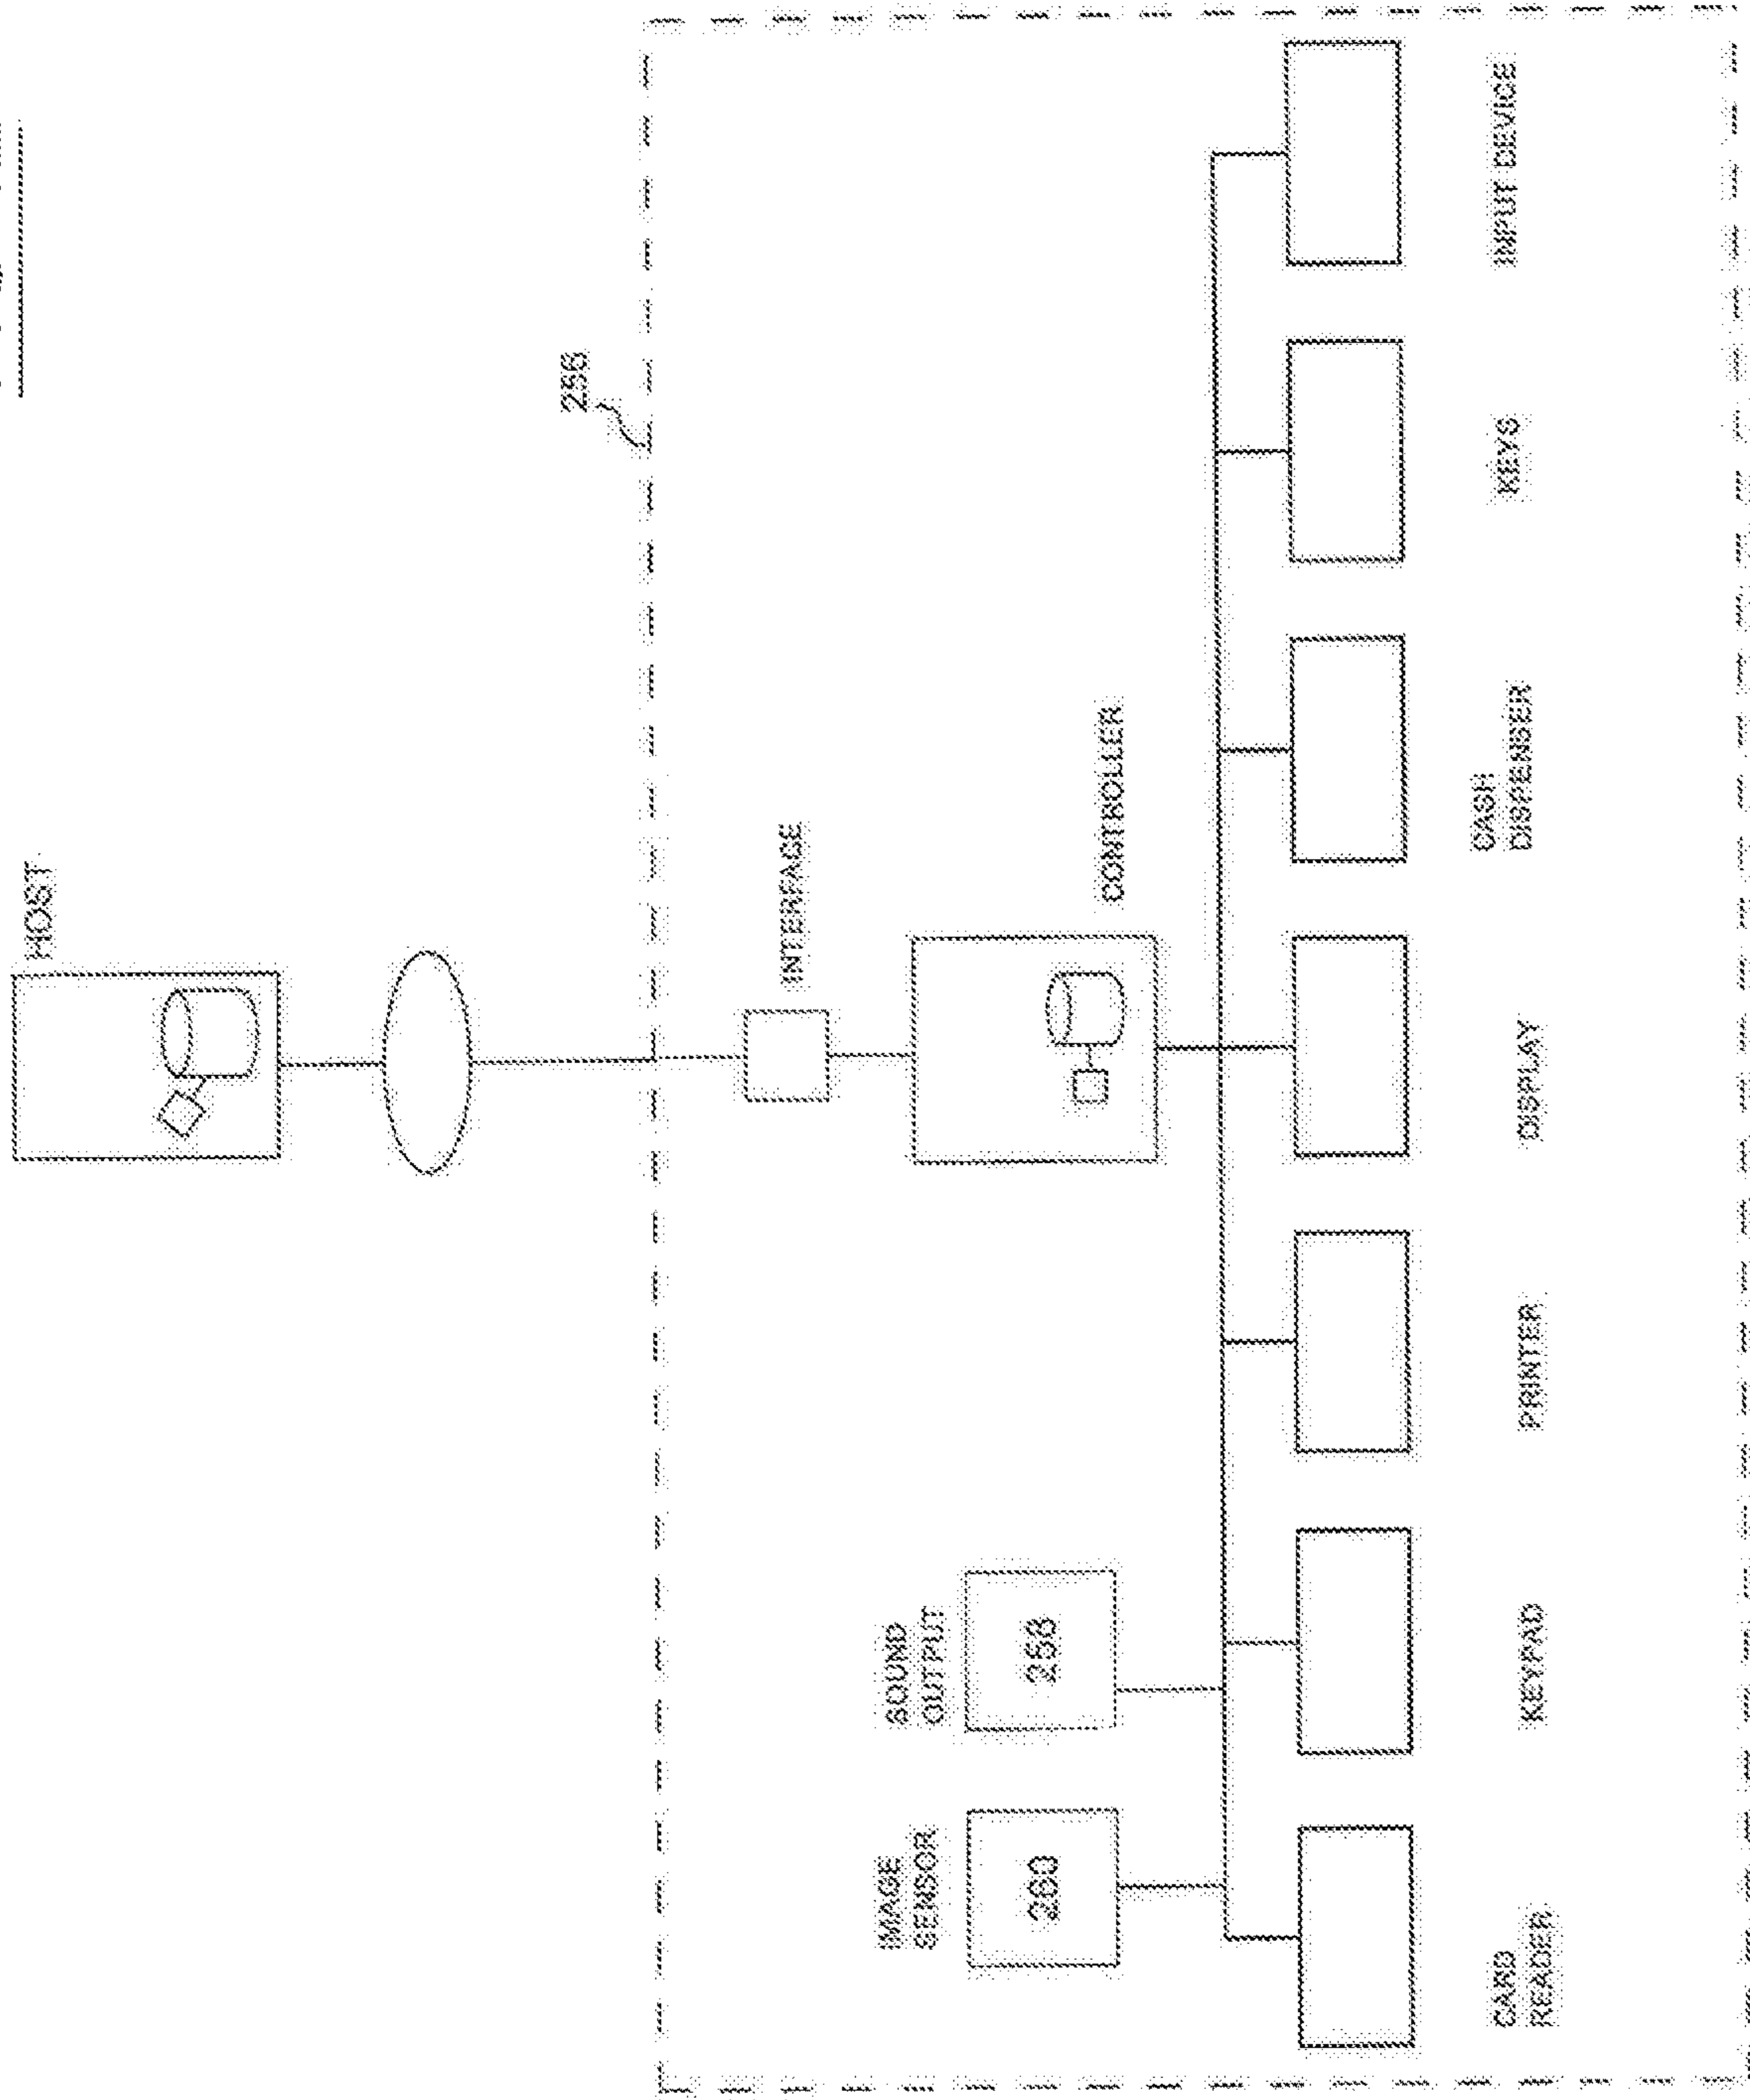 HOST
256
INTERFACE
CONTROLLER
SOUND
OUTPUT
258
IMAGE
SENSOR
260
CARD
READER
KEYPAD
PRINTER
DISPLAY
CASH
DISPENSER
KEYS
INPUT DEVICE